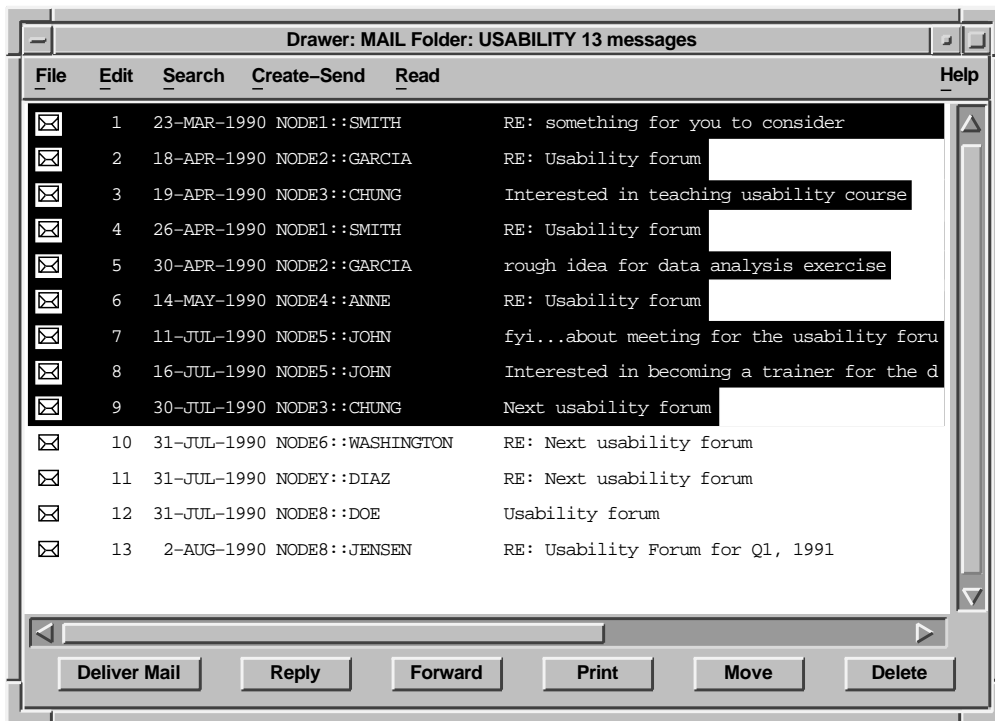 Drawer: MAIL Folder: USABILITY 13 messages
File Edit Search Create–Send Read Help
1 23–MAR–1990 NODE1::SMITH RE: something for you to consider
2 18–APR–1990 NODE2::GARCIA RE: Usability forum
3 19–APR–1990 NODE3::CHUNG Interested in teaching usability course
4 26–APR–1990 NODE1::SMITH RE: Usability forum
5 30–APR–1990 NODE2::GARCIA rough idea for data analysis exercise
6 14–MAY–1990 NODE4::ANNE RE: Usability forum
7 11–JUL–1990 NODE5::JOHN fyi...about meeting for the usability foru
8 16–JUL–1990 NODE5::JOHN Interested in becoming a trainer for the d
9 30–JUL–1990 NODE3::CHUNG Next usability forum
10 31–JUL–1990 NODE6::WASHINGTON RE: Next usability forum
11 31–JUL–1990 NODEY::DIAZ RE: Next usability forum
12 31–JUL–1990 NODE8::DOE Usability forum
13 2–AUG–1990 NODE8::JENSEN RE: Usability Forum for Q1, 1991
Deliver Mail Reply Forward Print Move Delete